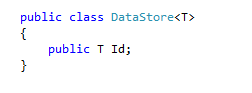 public class DataStore<T>
{
    public T Id;
}